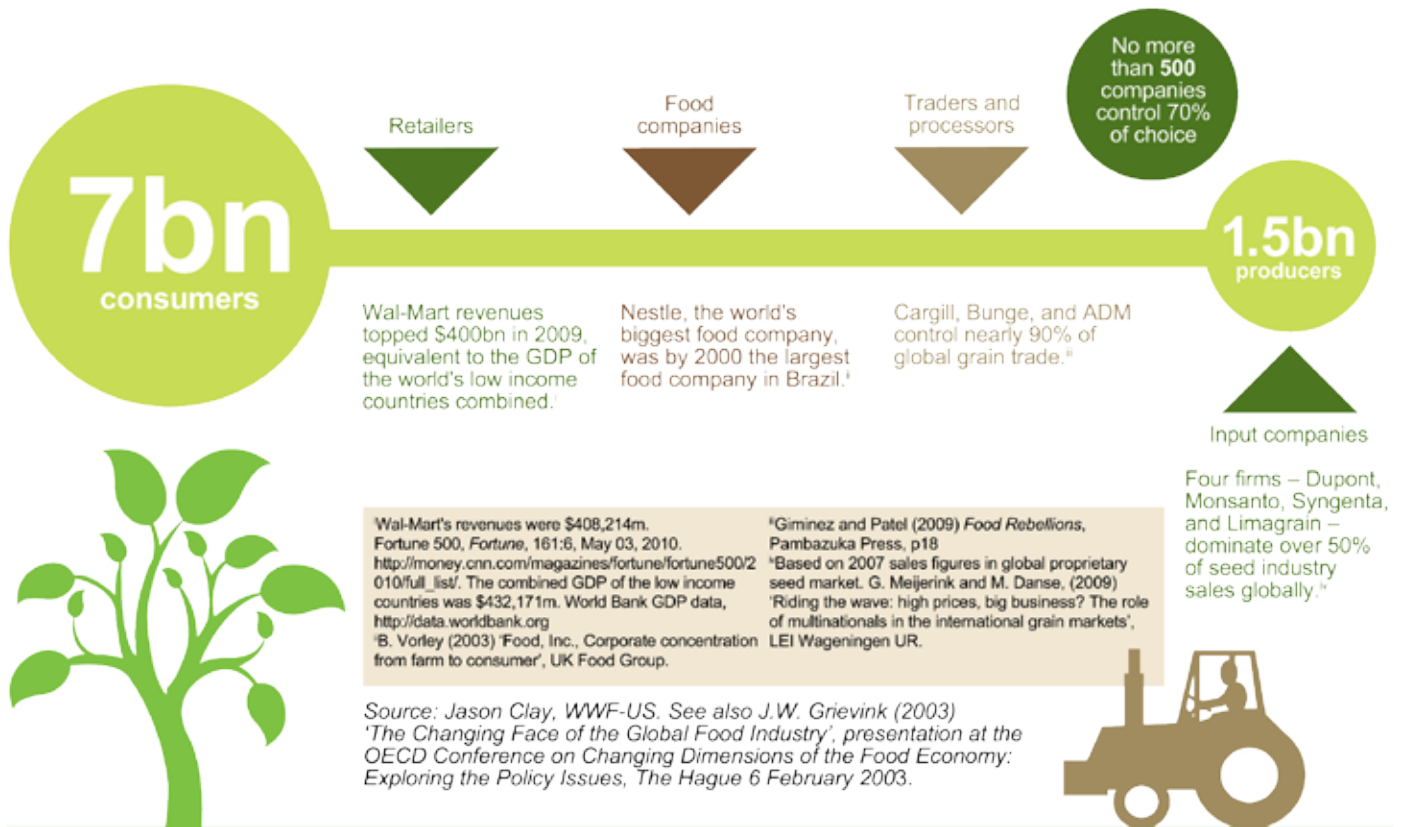 No more
than 500
companies
control 70%
of choice
Retailers
Food
companies
Traders and
processors
7bn
consumers
1.5bn
producers
Wal-Mart revenues
topped $400bn in 2009,
equivalent to the GDP of
the world's low income
countries combined.ⁱ
Nestle, the world's
biggest food company,
was by 2000 the largest
food company in Brazil.ⁱⁱ
Cargill, Bunge, and ADM
control nearly 90% of
global grain trade.ⁱⁱⁱ
Input companies
Four firms – Dupont,
Monsanto, Syngenta,
and Limagrain –
dominate over 50%
of seed industry
sales globally.ⁱᵛ
ⁱWal-Mart's revenues were $408,214m.
Fortune 500, Fortune, 161:6, May 03, 2010.
http://money.cnn.com/magazines/fortune/fortune500/2
010/full_list/. The combined GDP of the low income
countries was $432,171m. World Bank GDP data,
http://data.worldbank.org
ⁱⁱB. Vorley (2003) 'Food, Inc., Corporate concentration
from farm to consumer', UK Food Group.
ⁱⁱⁱGiminez and Patel (2009) Food Rebellions,
Pambazuka Press, p18
ⁱᵛBased on 2007 sales figures in global proprietary
seed market. G. Meijerink and M. Danse, (2009)
'Riding the wave: high prices, big business? The role
of multinationals in the international grain markets',
LEI Wageningen UR.
Source: Jason Clay, WWF-US. See also J.W. Grievink (2003)
'The Changing Face of the Global Food Industry', presentation at the
OECD Conference on Changing Dimensions of the Food Economy:
Exploring the Policy Issues, The Hague 6 February 2003.